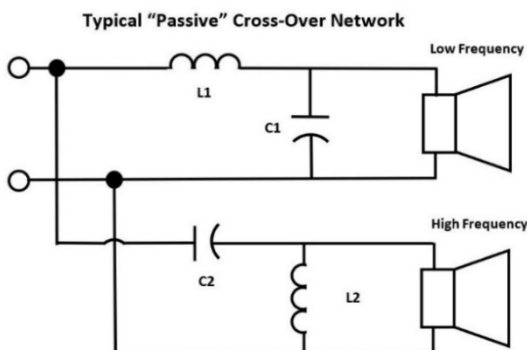 Typical “Passive” Cross-Over Network
Low Frequency
L1
C1
High Frequency
C2
L2